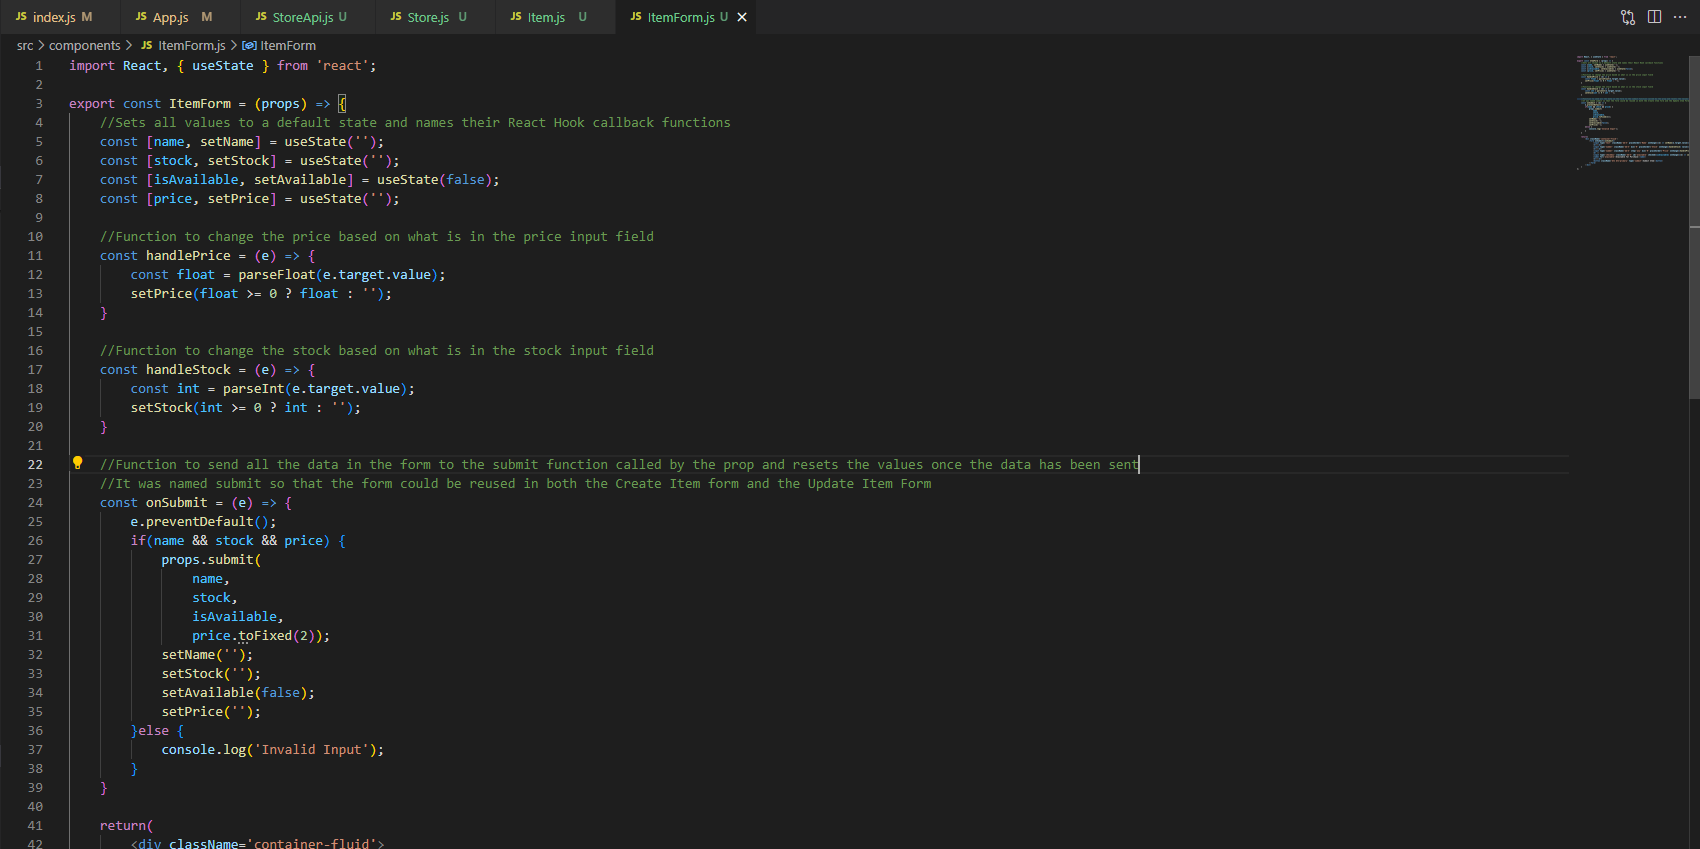 JS index.js M JS App.js M JS StoreApi.js U JS Store.js U JS Item.js U JS ItemForm.js U
src > components > JS ItemForm.js > ItemForm
1 import React, { useState } from 'react';
2
3 export const ItemForm = (props) => {
4 //Sets all values to a default state and names their React Hook callback functions
5 const [name, setName] = useState('');
6 const [stock, setStock] = useState('');
7 const [isAvailable, setAvailable] = useState(false);
8 const [price, setPrice] = useState('');
9
10 //Function to change the price based on what is in the price input field
11 const handlePrice = (e) => {
12 const float = parseFloat(e.target.value);
13 setPrice(float >= 0 ? float : '');
14 }
15
16 //Function to change the stock based on what is in the stock input field
17 const handleStock = (e) => {
18 const int = parseInt(e.target.value);
19 setStock(int >= 0 ? int : '');
20 }
21
22 //Function to send all the data in the form to the submit function called by the prop and resets the values once the data has been sent
23 //It was named submit so that the form could be reused in both the Create Item form and the Update Item Form
24 const onSubmit = (e) => {
25 e.preventDefault();
26 if(name && stock && price) {
27 props.submit(
28 name,
29 stock,
30 isAvailable,
31 price.toFixed(2));
32 setName('');
33 setStock('');
34 setAvailable(false);
35 setPrice('');
36 }else {
37 console.log('Invalid Input');
38 }
39 }
40
41 return(
42 <div className='container-fluid'>